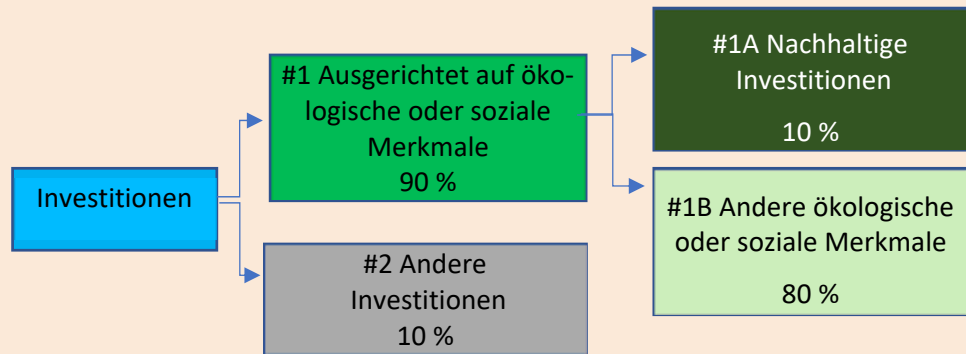 Investitionen
#1 Ausgerichtet auf öko-
logische oder soziale
Merkmale
90 %
#2 Andere
Investitionen
10 %
#1A Nachhaltige
Investitionen
10 %
#1B Andere ökologische
oder soziale Merkmale
80 %